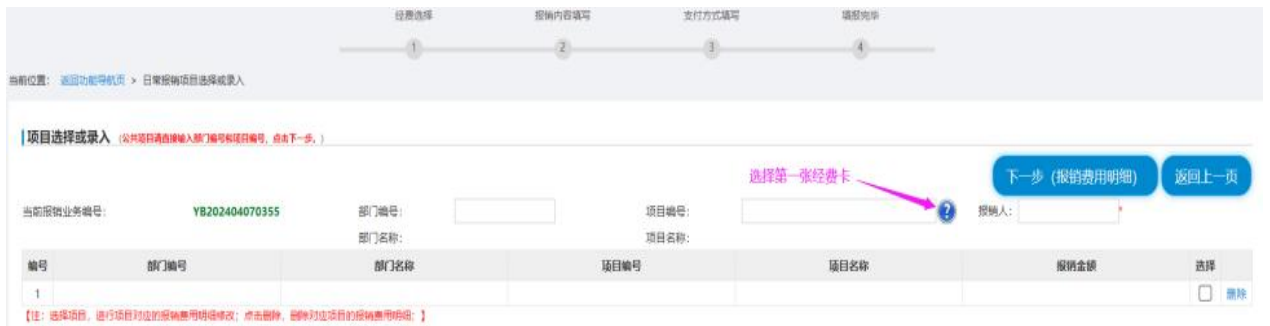 经费选择 报销内容填写 支付方式填写 填报完毕
1 2 3 4
当前位置： 返回功能导航页 > 日常报销项目选择或录入
项目选择或录入 （公共项目请直接输入部门编号和项目编号，点击下一步。）
选择第一张经费卡
下一步（报销费用明细） 返回上一页
当前报销业务编号： YB202404070355 部门编号： 项目编号： ? 报销人： *
部门名称： 项目名称：
编号 部门编号 部门名称 项目编号 项目名称 报销金额 选择
1 删除
【注：选择项目，进行项目对应的报销费用明细修改；点击删除，删除对应项目的报销费用明细；】